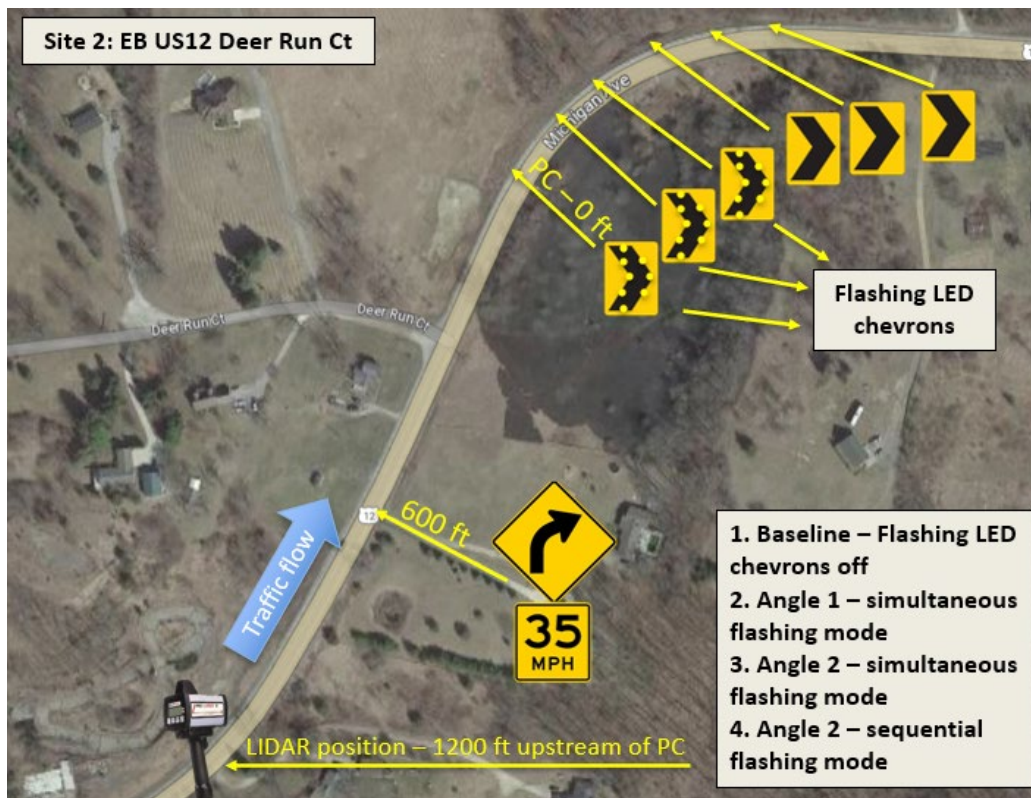 Site 2: EB US12 Deer Run Ct
Michigan Ave
PC – 0 ft
Flashing LED
chevrons
Deer Run Ct
Deer Run Ct
12
600 ft
Traffic flow
35
MPH
1. Baseline – Flashing LED
chevrons off
2. Angle 1 – simultaneous
flashing mode
3. Angle 2 – simultaneous
flashing mode
4. Angle 2 – sequential
flashing mode
LIDAR position – 1200 ft upstream of PC